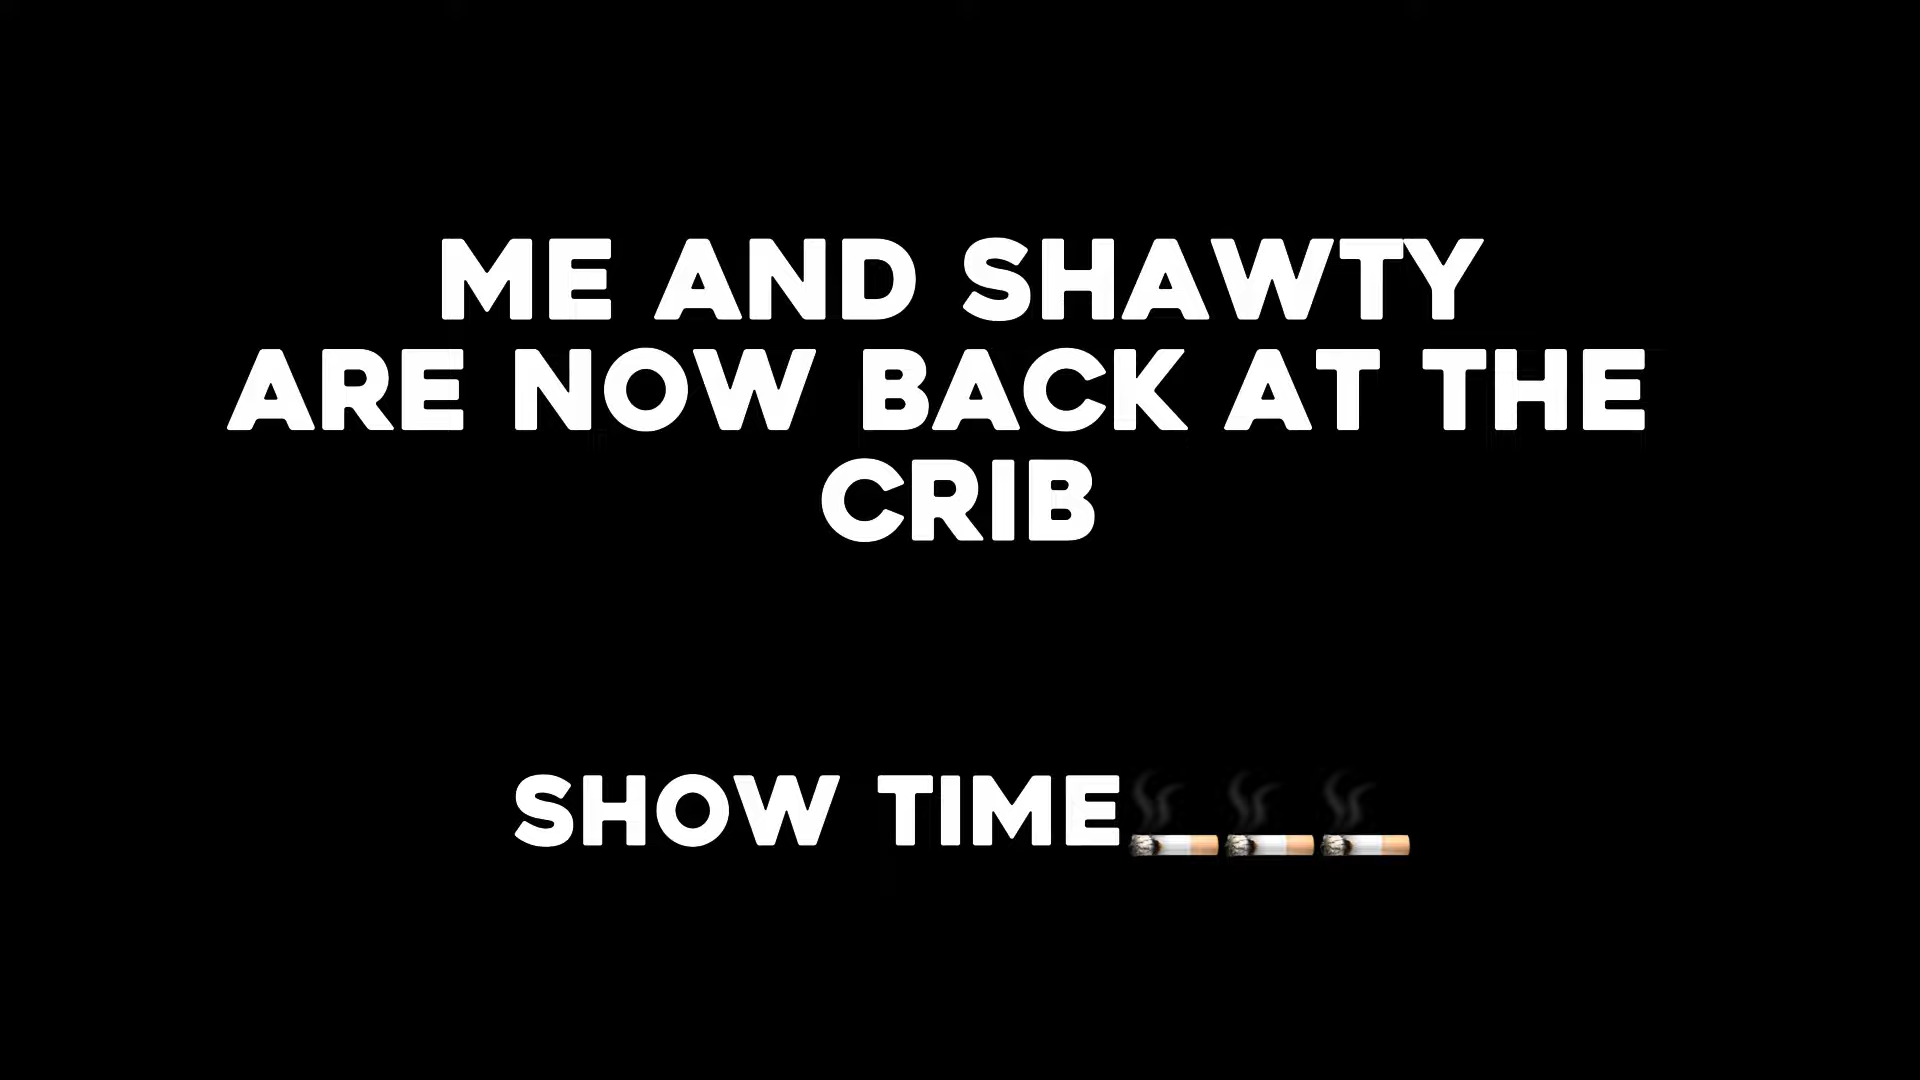 ME AND SHAWTY
ARE NOW BACK AT THE
CRIB
SHOW TIME🚬🚬🚬